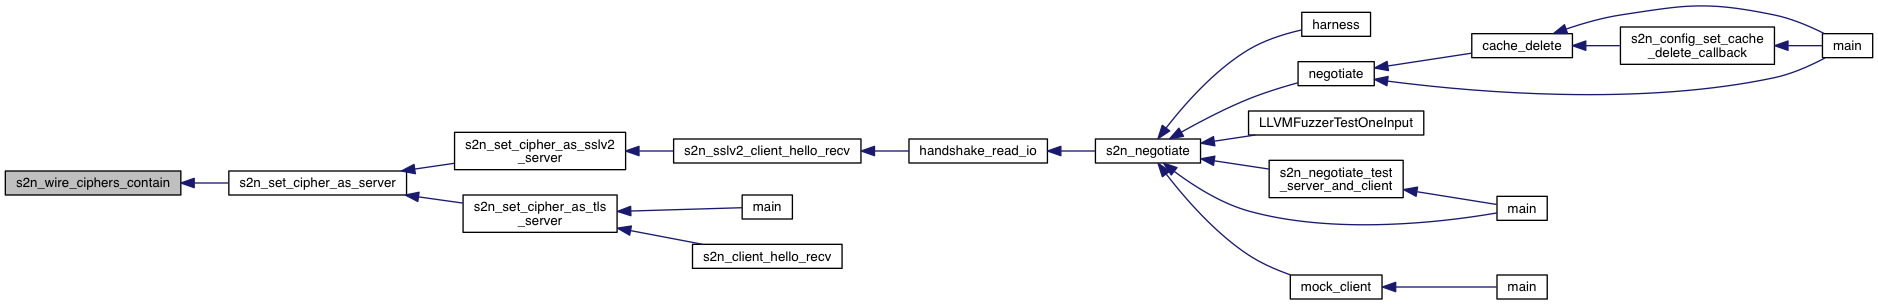 s2n_wire_ciphers_contain
s2n_set_cipher_as_server
s2n_set_cipher_as_sslv2
_server
s2n_set_cipher_as_tls
_server
s2n_sslv2_client_hello_recv
main
s2n_client_hello_recv
handshake_read_io
s2n_negotiate
harness
negotiate
LLVMFuzzerTestOneInput
s2n_negotiate_test
_server_and_client
mock_client
cache_delete
main
main
s2n_config_set_cache
_delete_callback
main